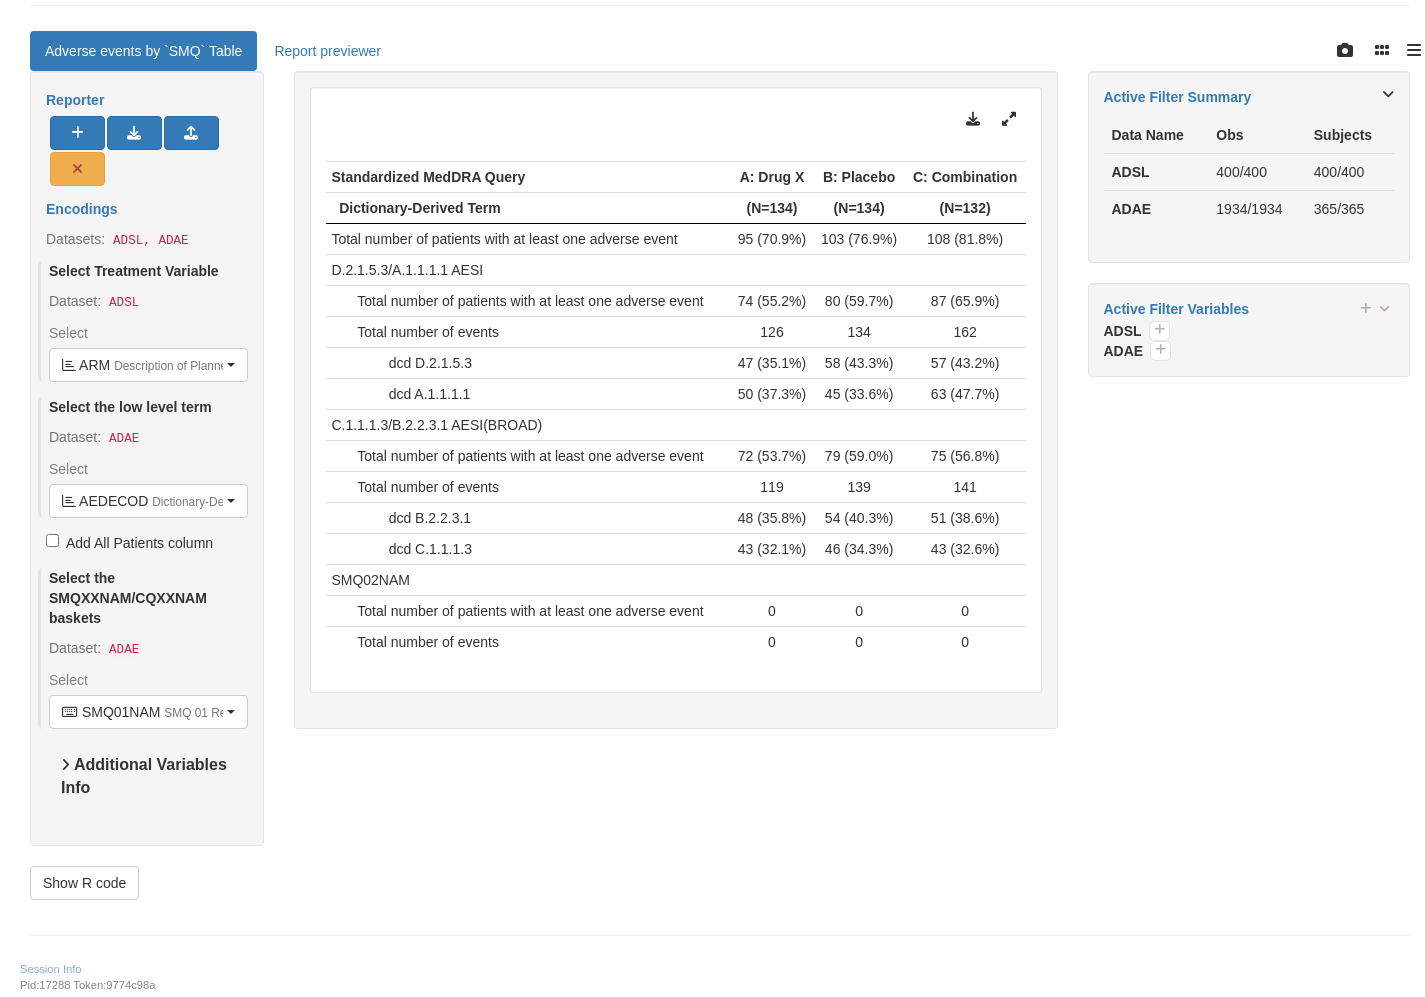 Adverse events by `SMQ` Table Report previewer
Reporter
Encodings
Datasets: ADSL, ADAE
Select Treatment Variable
Dataset: ADSL
Select
ARM Description of Planne
Select the low level term
Dataset: ADAE
Select
AEDECOD Dictionary-De
Add All Patients column
Select the
SMQXXNAM/CQXXNAM
baskets
Dataset: ADAE
Select
SMQ01NAM SMQ 01 Re
Additional Variables
Info
Show R code
Standardized MedDRA Query A: Drug X B: Placebo C: Combination
Dictionary-Derived Term (N=134) (N=134) (N=132)
Total number of patients with at least one adverse event 95 (70.9%) 103 (76.9%) 108 (81.8%)
D.2.1.5.3/A.1.1.1.1 AESI
Total number of patients with at least one adverse event 74 (55.2%) 80 (59.7%) 87 (65.9%)
Total number of events 126 134 162
dcd D.2.1.5.3 47 (35.1%) 58 (43.3%) 57 (43.2%)
dcd A.1.1.1.1 50 (37.3%) 45 (33.6%) 63 (47.7%)
C.1.1.1.3/B.2.2.3.1 AESI(BROAD)
Total number of patients with at least one adverse event 72 (53.7%) 79 (59.0%) 75 (56.8%)
Total number of events 119 139 141
dcd B.2.2.3.1 48 (35.8%) 54 (40.3%) 51 (38.6%)
dcd C.1.1.1.3 43 (32.1%) 46 (34.3%) 43 (32.6%)
SMQ02NAM
Total number of patients with at least one adverse event 0 0 0
Total number of events 0 0 0
Active Filter Summary
Data Name Obs Subjects
ADSL 400/400 400/400
ADAE 1934/1934 365/365
Active Filter Variables
ADSL
ADAE
Session Info
Pid:17288 Token:9774c98a